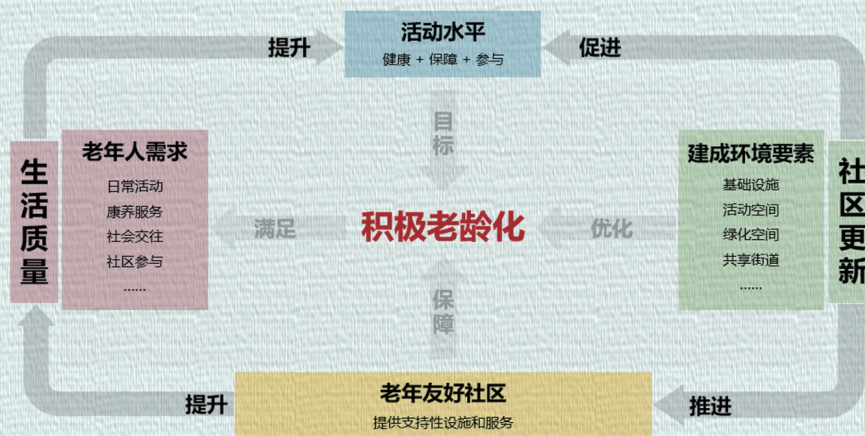 活动水平
健康 + 保障 + 参与
提升
促进
目标
生活质量
老年人需求
日常活动
康养服务
社会交往
社区参与
......
满足
积极老龄化
优化
建成环境要素
基础设施
活动空间
绿化空间
共享街道
......
社区更新
保障
提升
老年友好社区
提供支持性设施和服务
推进